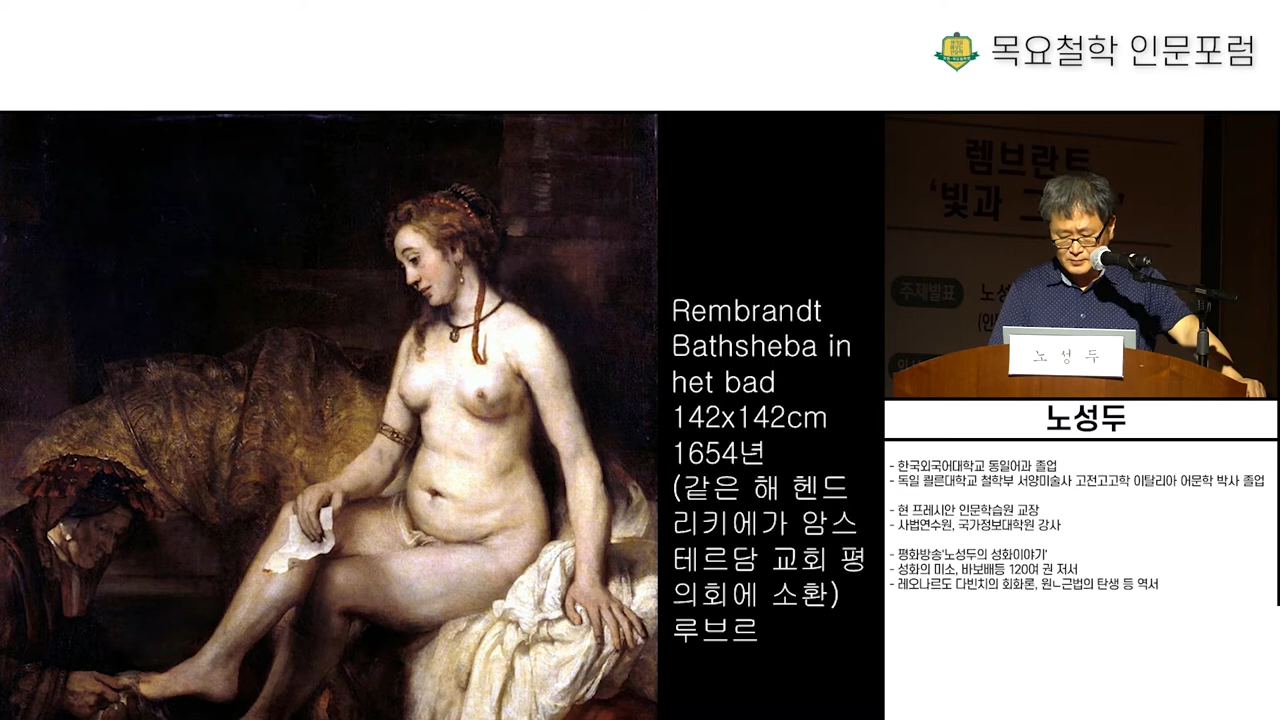 목요철학 인문포럼
Rembrandt
Bathsheba in
het bad
142x142cm
1654년
(같은 해 헨드
리키에가 암스
테르담 교회 평
의회에 소환)
루브르
렘브란트
'빛과
주제발표
노성두
노성두
- 한국외국어대학교 독일어과 졸업
- 독일 쾰른대학교 철학부 서양미술사 고전고고학 이탈리아 어문학 박사 졸업
- 현 프레시안 인문학습원 교장
- 사법연수원, 국가정보대학원 강사
- 평화방송'노성두의 성화이야기'
- 성화의 미소, 바보배등 120여 권 저서
- 레오나르도 다빈치의 회화론, 원ㄴ근법의 탄생 등 역서